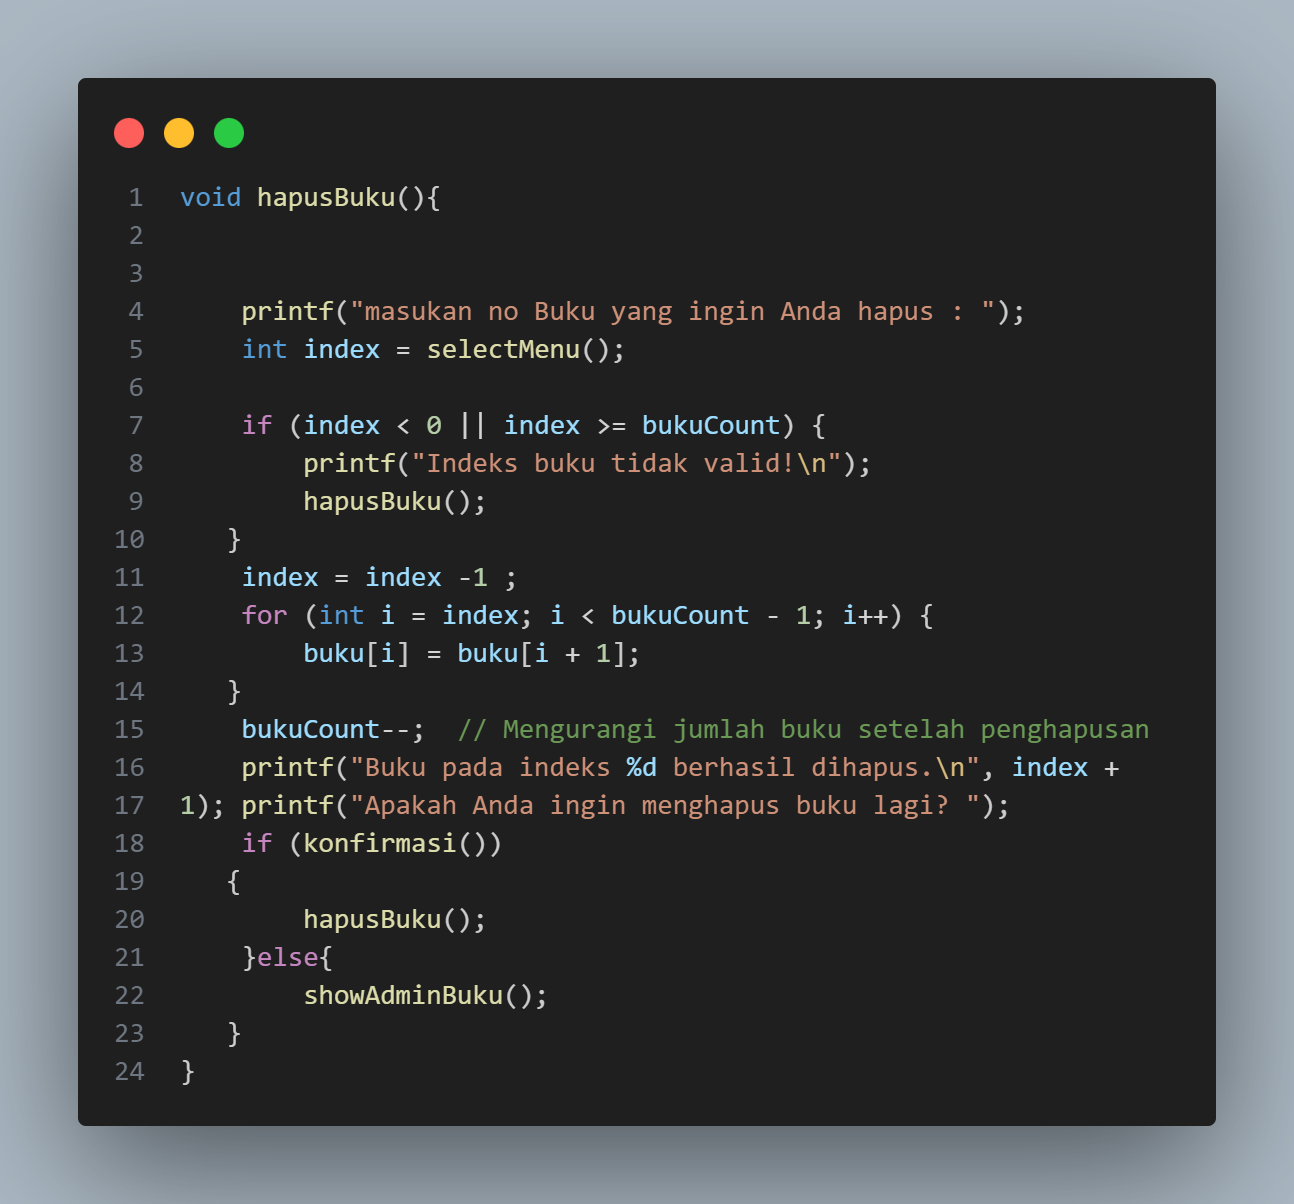 1 void hapusBuku(){
2
3
4 printf("masukan no Buku yang ingin Anda hapus : ");
5 int index = selectMenu();
6
7 if (index < 0 || index >= bukuCount) {
8 printf("Indeks buku tidak valid!\n");
9 hapusBuku();
10 }
11 index = index -1 ;
12 for (int i = index; i < bukuCount - 1; i++) {
13 buku[i] = buku[i + 1];
14 }
15 bukuCount--;  // Mengurangi jumlah buku setelah penghapusan
16 printf("Buku pada indeks %d berhasil dihapus.\n", index +
17 1); printf("Apakah Anda ingin menghapus buku lagi? ");
18 if (konfirmasi())
19 {
20 hapusBuku();
21 }else{
22 showAdminBuku();
23 }
24 }